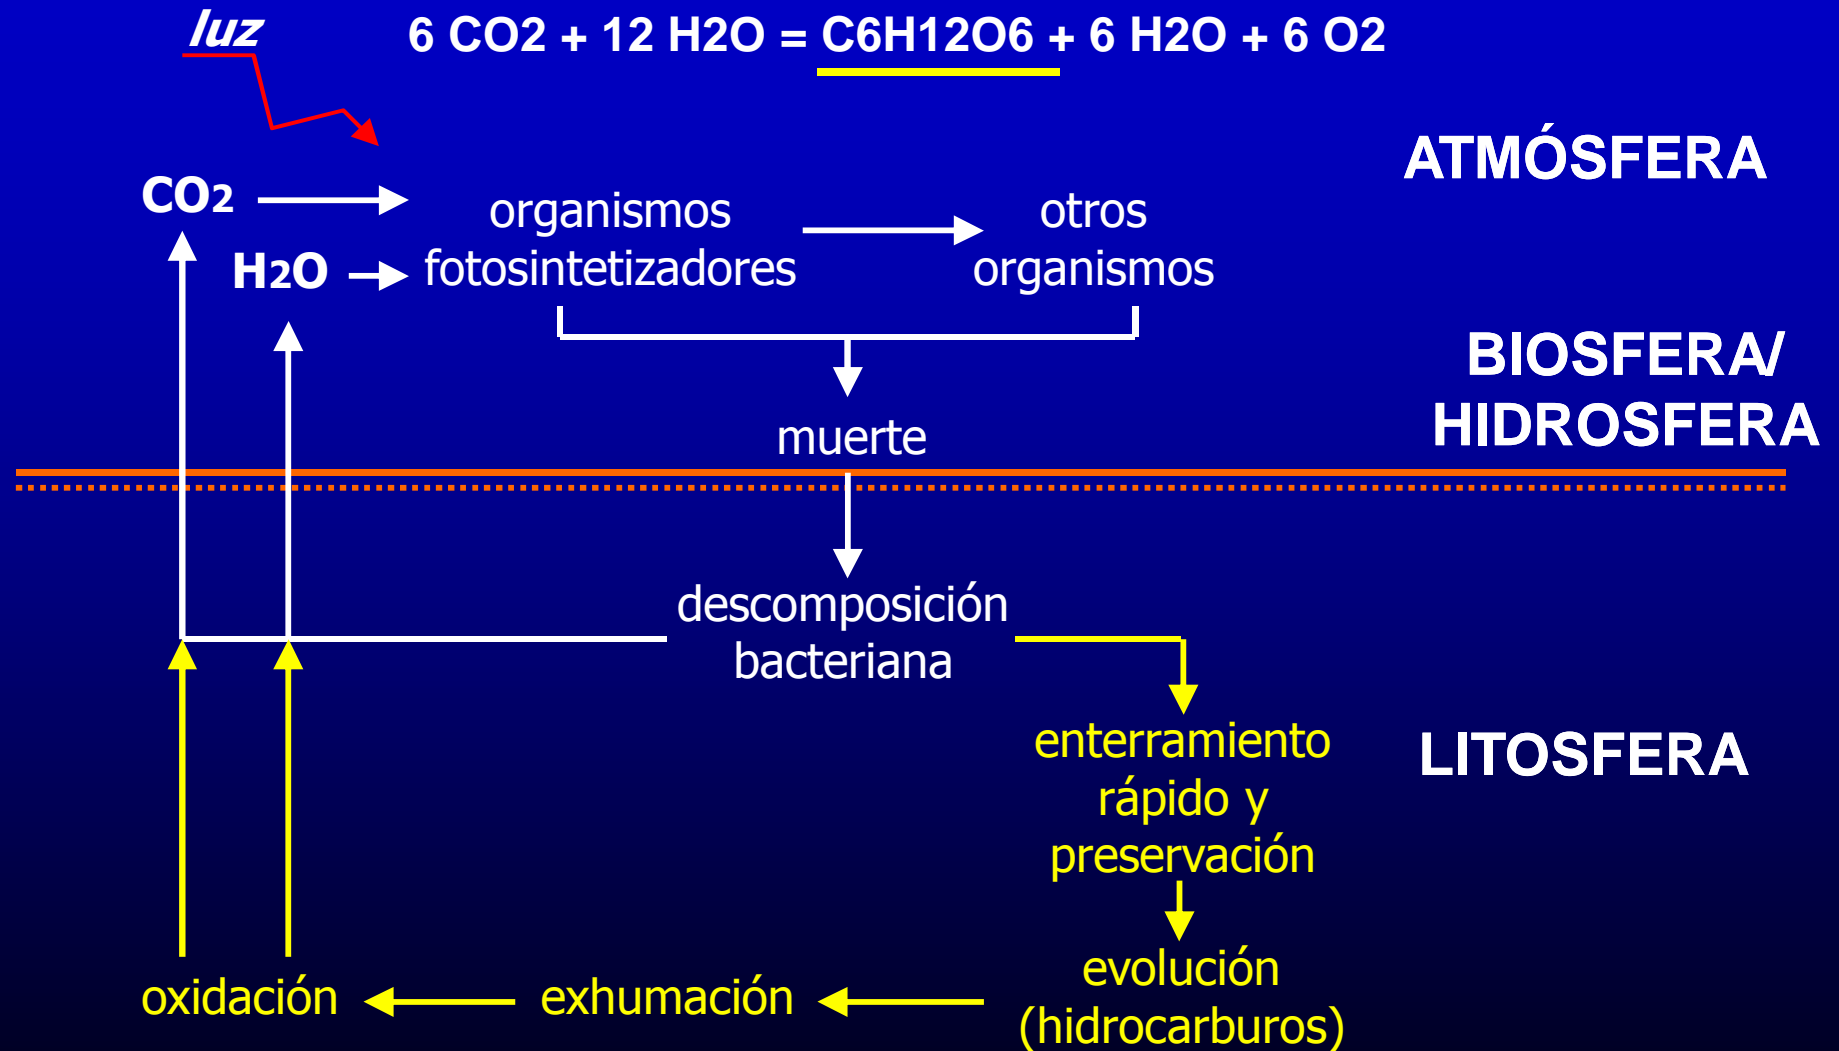 luz
6 CO2 + 12 H2O = C6H12O6 + 6 H2O + 6 O2
ATMÓSFERA
CO2
organismos
fotosintetizadores
otros
organismos
H2O
BIOSFERA/
HIDROSFERA
muerte
descomposición
bacteriana
enterramiento
rápido y
preservación
LITOSFERA
evolución
(hidrocarburos)
exhumación
oxidación